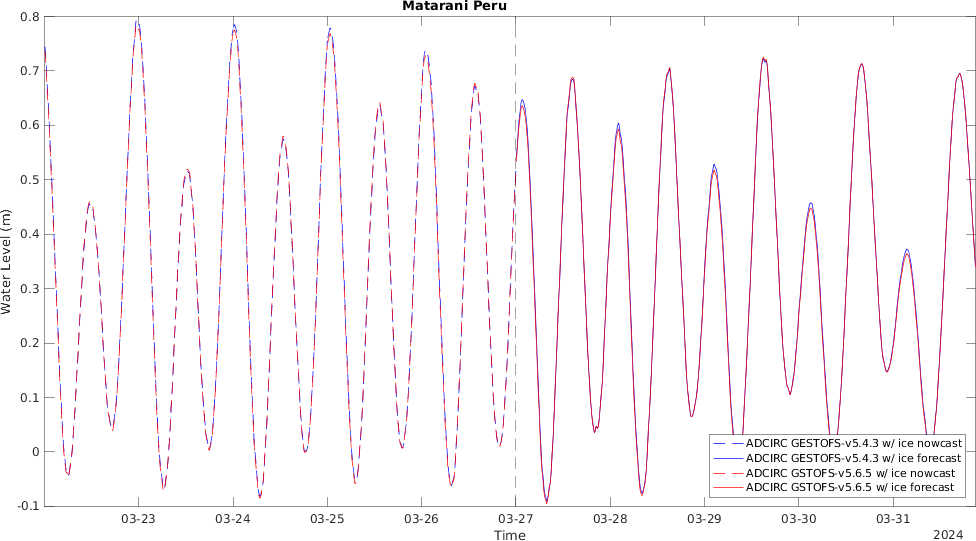 Matarani Peru
0.8
0.7
0.6
0.5
0.4
0.3
0.2
0.1
0
-0.1
Water Level (m)
03-23 03-24 03-25 03-26 03-27 03-28 03-29 03-30 03-31
Time
2024
ADCIRC GESTOFS-v5.4.3 w/ ice nowcast
ADCIRC GESTOFS-v5.4.3 w/ ice forecast
ADCIRC GSTOFS-v5.6.5 w/ ice nowcast
ADCIRC GSTOFS-v5.6.5 w/ ice forecast